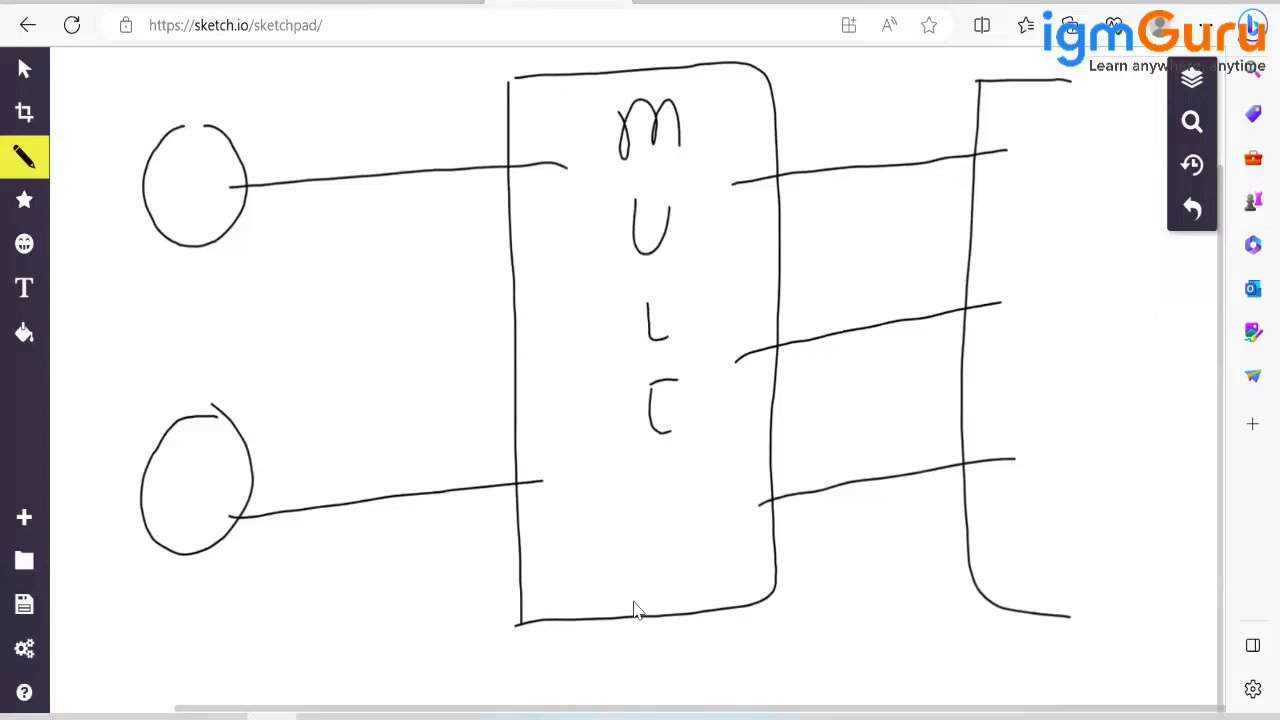 https://sketch.io/sketchpad/
igmGuru
Learn anywhere, anytime
M
U
L
E